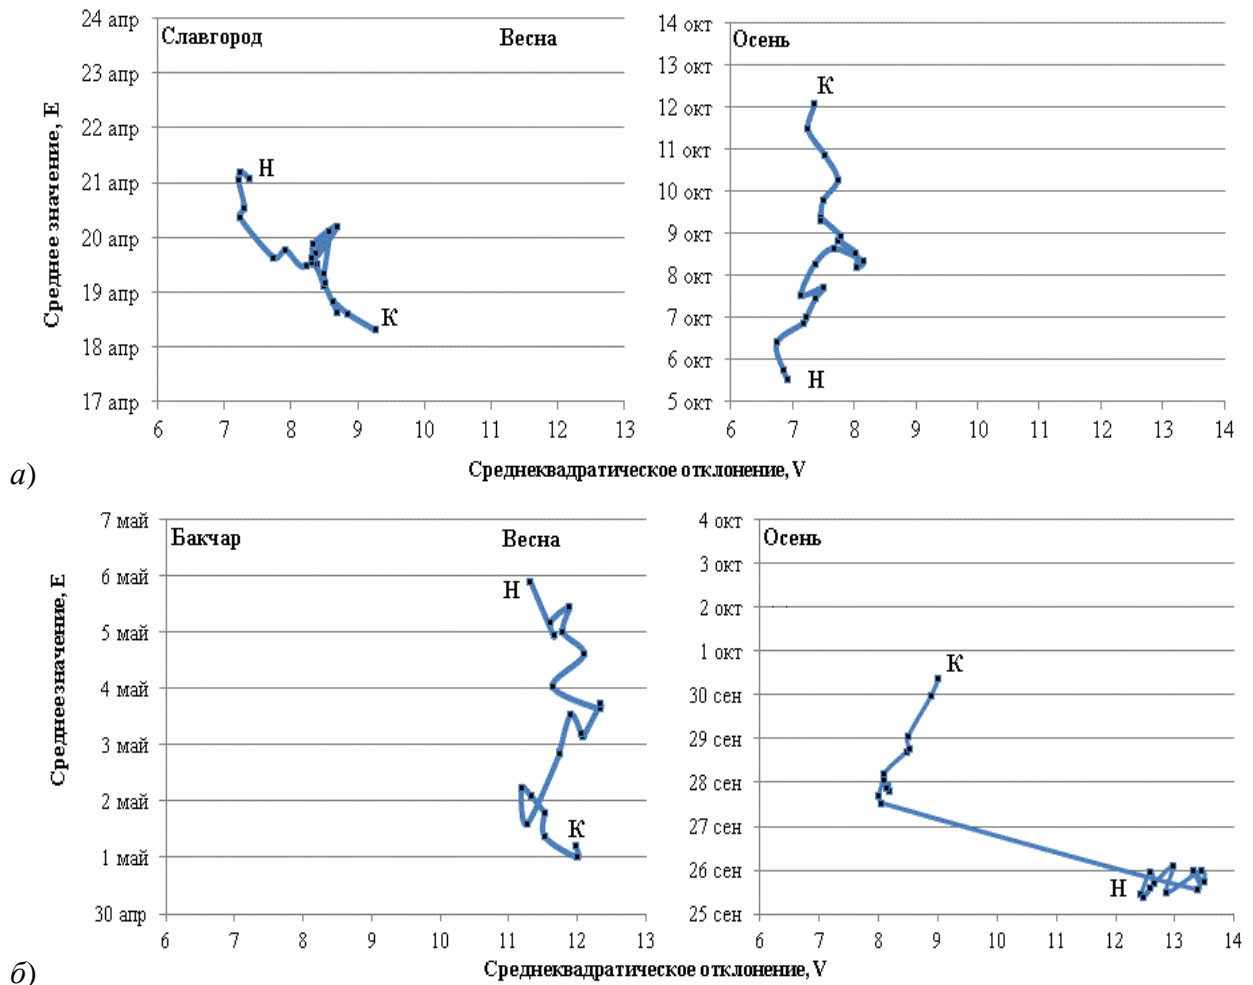 Славгород
Весна
Среднее значение, Е
24 апр
23 апр
22 апр
21 апр
20 апр
19 апр
18 апр
17 апр
Н
К
6 7 8 9 10 11 12 13
Осень
14 окт
13 окт
12 окт
11 окт
10 окт
9 окт
8 окт
7 окт
6 окт
5 окт
К
Н
6 7 8 9 10 11 12 13 14
Среднеквадратическое отклонение, V
а)
Бакчар
Весна
Среднеезначение, Е
7 май
6 май
5 май
4 май
3 май
2 май
1 май
30 апр
Н
К
6 7 8 9 10 11 12 13
Осень
4 окт
3 окт
2 окт
1 окт
30 сен
29 сен
28 сен
27 сен
26 сен
25 сен
К
Н
6 7 8 9 10 11 12 13 14
Среднеквадратическое отклонение, V
б)